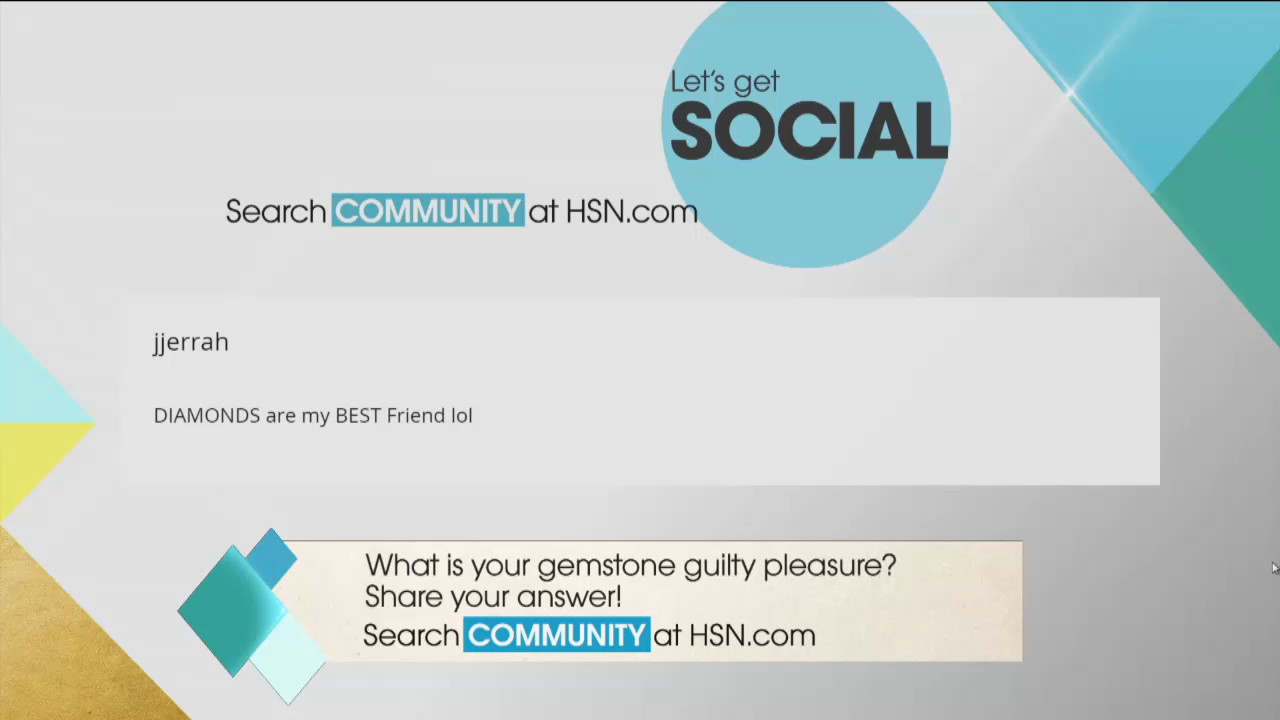 Let's get
SOCIAL
Search COMMUNITY at HSN.com
jjerrah
DIAMONDS are my BEST Friend lol
What is your gemstone guilty pleasure?
Share your answer!
Search COMMUNITY at HSN.com